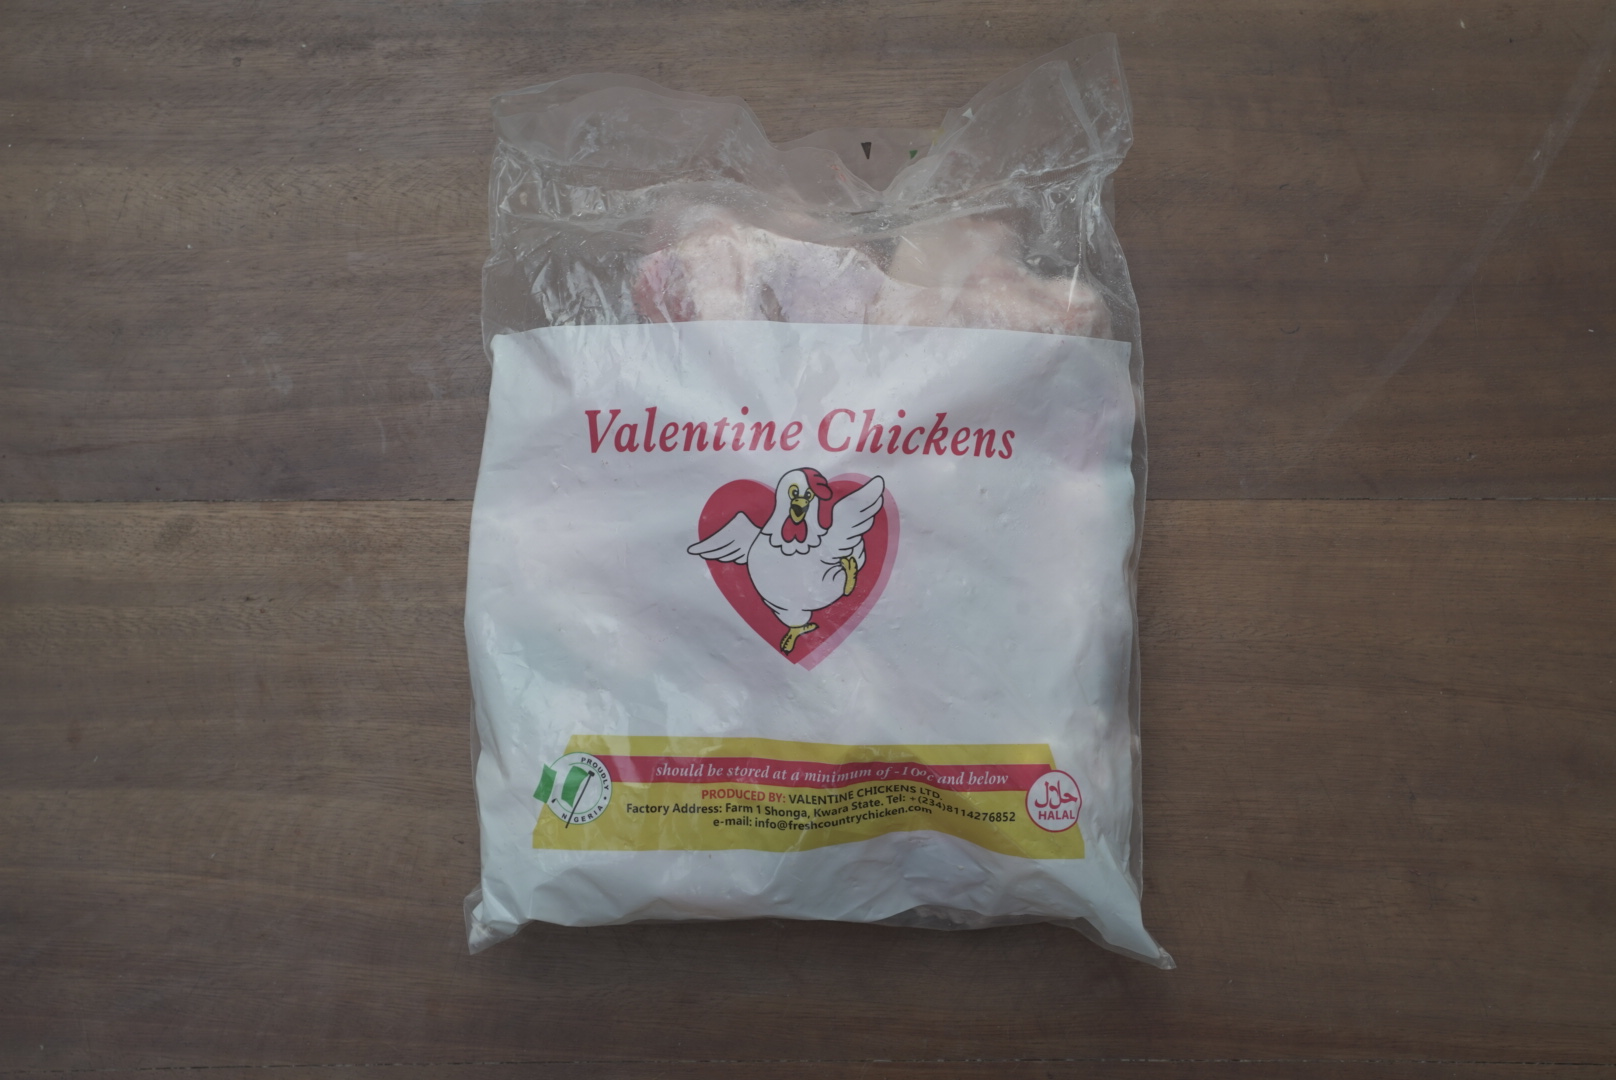 Valentine Chickens
should be stored at a minimum of -10°c and below
PRODUCED BY: VALENTINE CHICKENS LTD.
Factory Address: Farm 1 Shonga, Kwara State. Tel: +(234)8114276852
e-mail: info@freshcountrychicken.com
PROUDLY
NIGERIA
حلال
HALAL